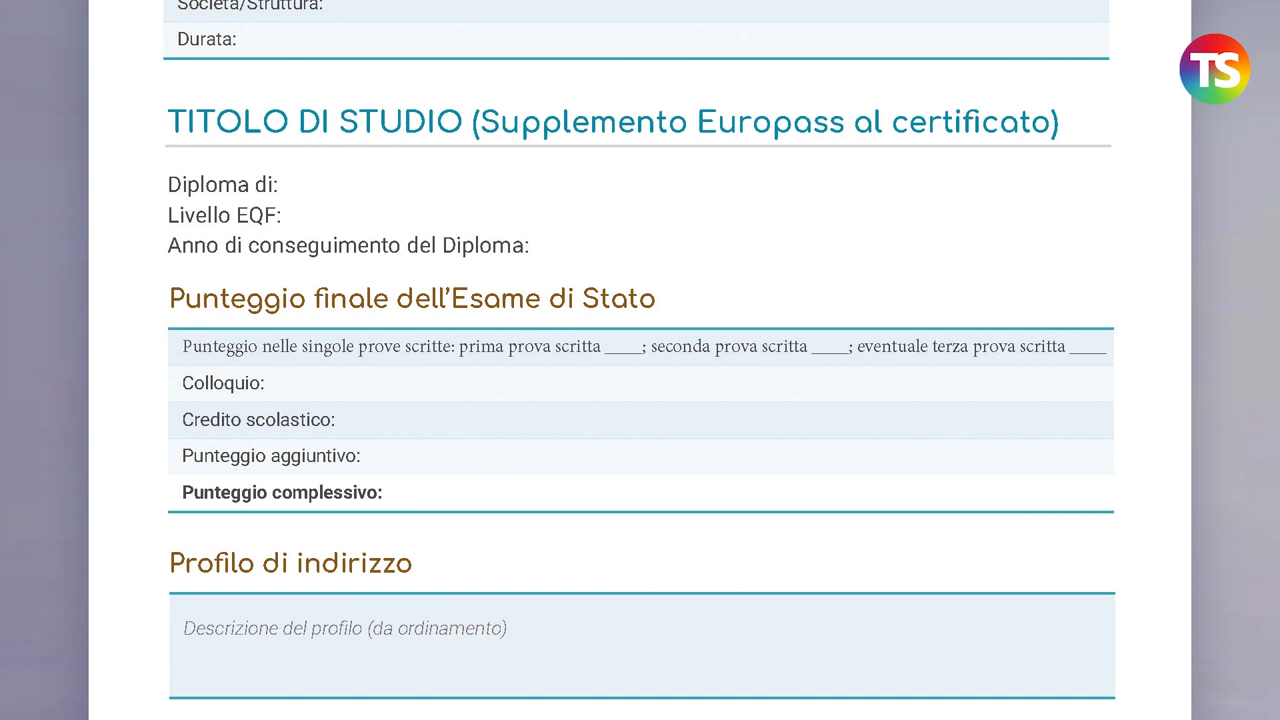 Società/Struttura:
Durata:
TS
TITOLO DI STUDIO (Supplemento Europass al certificato)
Diploma di:
Livello EQF:
Anno di conseguimento del Diploma:
Punteggio finale dell’Esame di Stato
Punteggio nelle singole prove scritte: prima prova scritta ____; seconda prova scritta ____; eventuale terza prova scritta ____
Colloquio:
Credito scolastico:
Punteggio aggiuntivo:
Punteggio complessivo:
Profilo di indirizzo
Descrizione del profilo (da ordinamento)